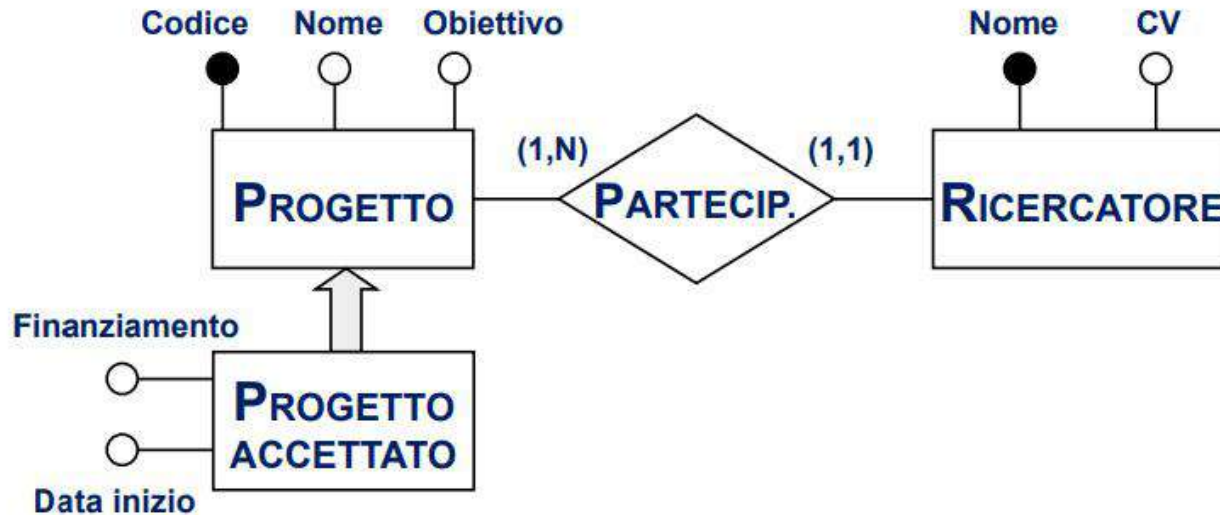 Codice Nome Obiettivo Nome CV
(1,N) (1,1)
PROGETTO PARTECIP. RICERCATORE
Finanziamento
PROGETTO
ACCETTATO
Data inizio